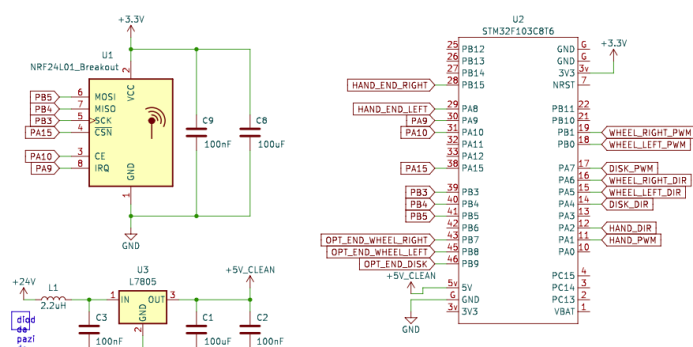 +3.3V
U1
NRF24L01_Breakout
2
VCC
PB5 6 MOSI
PB4 7 MISO
PB3 5 SCK
PA15 4 CSN
PA10 3 CE
PA9 8 IRQ
GND
1
GND
C9
100nF
C8
100uF
+24V
L1
2.2uH
U3
L7805
1 IN OUT 3
GND
2
+5V_CLEAN
C3
100nF
C1
100uF
C2
100nF
diod
da
pazi
U2
STM32F103C8T6
25 PB12
26 PB13
27 PB14
HAND_END_RIGHT 28 PB15
HAND_END_LEFT 29 PA8
PA9 30 PA9
PA10 31 PA10
32 PA11
33 PA12
PA15 38 PA15
PB3 39 PB3
PB4 40 PB4
PB5 41 PB5
42 PB6
OPT_END_WHEEL_RIGHT 43 PB7
OPT_END_WHEEL_LEFT 45 PB8
OPT_END_DISK 46 PB9
+5V_CLEAN
5v 5V
G GND
3v 3V3
GND
GND G
GND G
3V3 3v +3.3V
NRST 7
PB11 22
PB10 21
PB1 19 WHEEL_RIGHT_PWM
PB0 18 WHEEL_LEFT_PWM
PA7 17 DISK_PWM
PA6 16 WHEEL_RIGHT_DIR
PA5 15 WHEEL_LEFT_DIR
PA4 14 DISK_DIR
PA3 13
PA2 12 HAND_DIR
PA1 11 HAND_PWM
PA0 10
PC15 4
PC14 3
PC13 2
VBAT 1